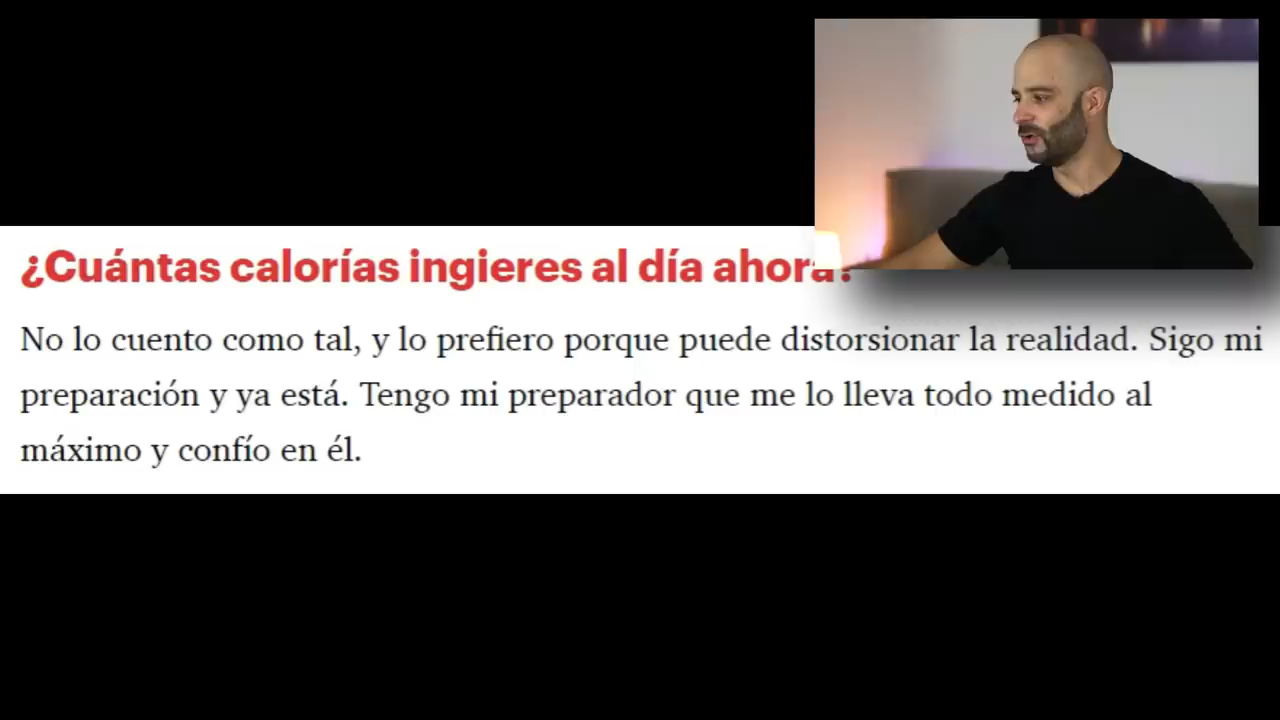 ¿Cuántas calorías ingieres al día ahora?
No lo cuento como tal, y lo prefiero porque puede distorsionar la realidad. Sigo mi
preparación y ya está. Tengo mi preparador que me lo lleva todo medido al
máximo y confío en él.